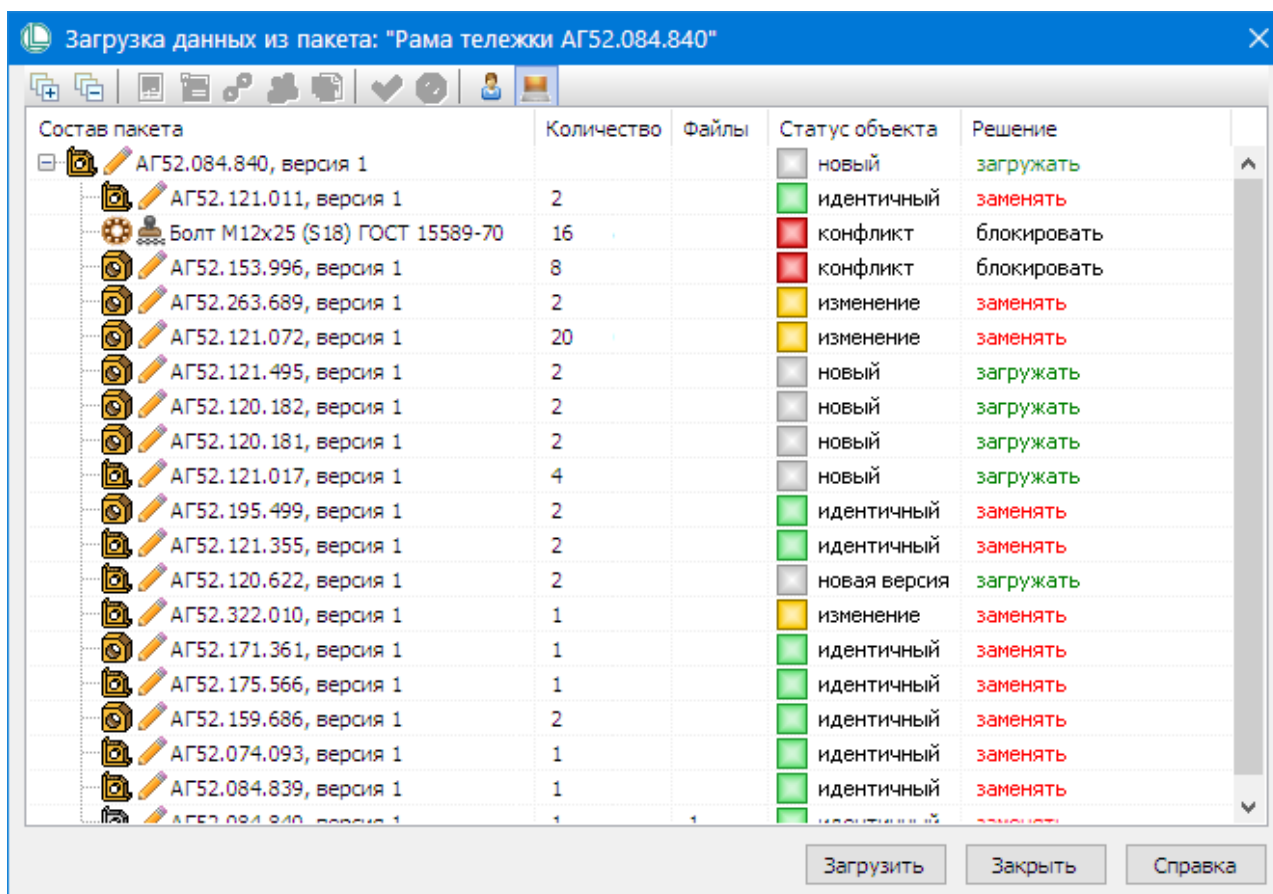 Загрузка данных из пакета: "Рама тележки АГ52.084.840"
Состав пакета Количество Файлы Статус объекта Решение
АГ52.084.840, версия 1 новый загружать
АГ52.121.011, версия 1 2 идентичный заменять
Болт М12х25 (S18) ГОСТ 15589-70 16 конфликт блокировать
АГ52.153.996, версия 1 8 конфликт блокировать
АГ52.263.689, версия 1 2 изменение заменять
АГ52.121.072, версия 1 20 изменение заменять
АГ52.121.495, версия 1 2 новый загружать
АГ52.120.182, версия 1 2 новый загружать
АГ52.120.181, версия 1 2 новый загружать
АГ52.121.017, версия 1 4 новый загружать
АГ52.195.499, версия 1 2 идентичный заменять
АГ52.121.355, версия 1 2 идентичный заменять
АГ52.120.622, версия 1 2 новая версия загружать
АГ52.322.010, версия 1 1 изменение заменять
АГ52.171.361, версия 1 1 идентичный заменять
АГ52.175.566, версия 1 1 идентичный заменять
АГ52.159.686, версия 1 2 идентичный заменять
АГ52.074.093, версия 1 1 идентичный заменять
АГ52.084.839, версия 1 1 идентичный заменять
АГ52.084.840, версия 1 1 1 идентичный заменять
Загрузить Закрыть Справка